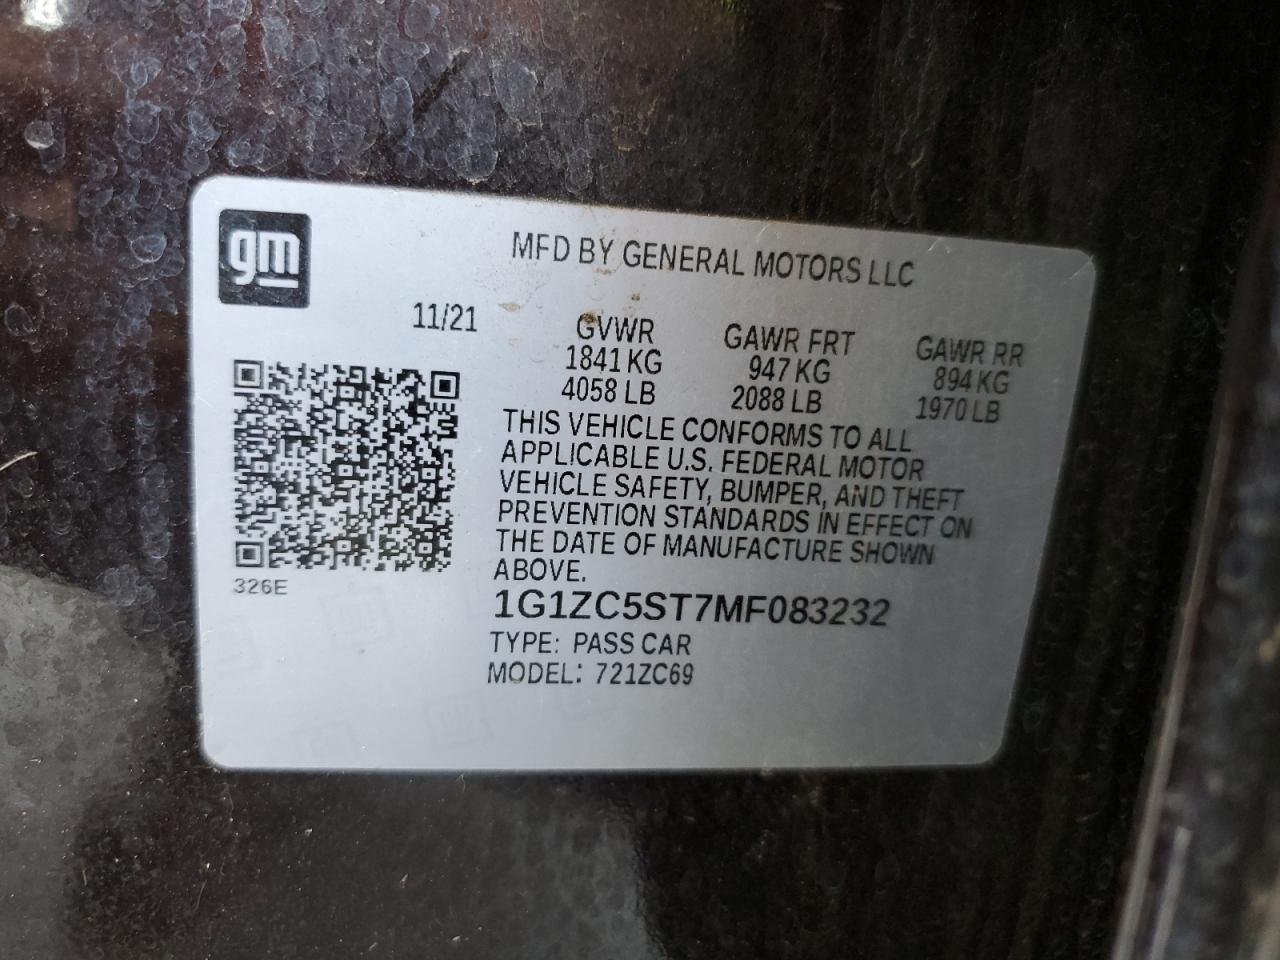 gm
MFD BY GENERAL MOTORS LLC
11/21
GVWR GAWR FRT GAWR RR
1841 KG 947 KG 894 KG
4058 LB 2088 LB 1970 LB
THIS VEHICLE CONFORMS TO ALL
APPLICABLE U.S. FEDERAL MOTOR
VEHICLE SAFETY, BUMPER, AND THEFT
PREVENTION STANDARDS IN EFFECT ON
THE DATE OF MANUFACTURE SHOWN
ABOVE.
326E
1G1ZC5ST7MF083232
TYPE: PASS CAR
MODEL: 721ZC69